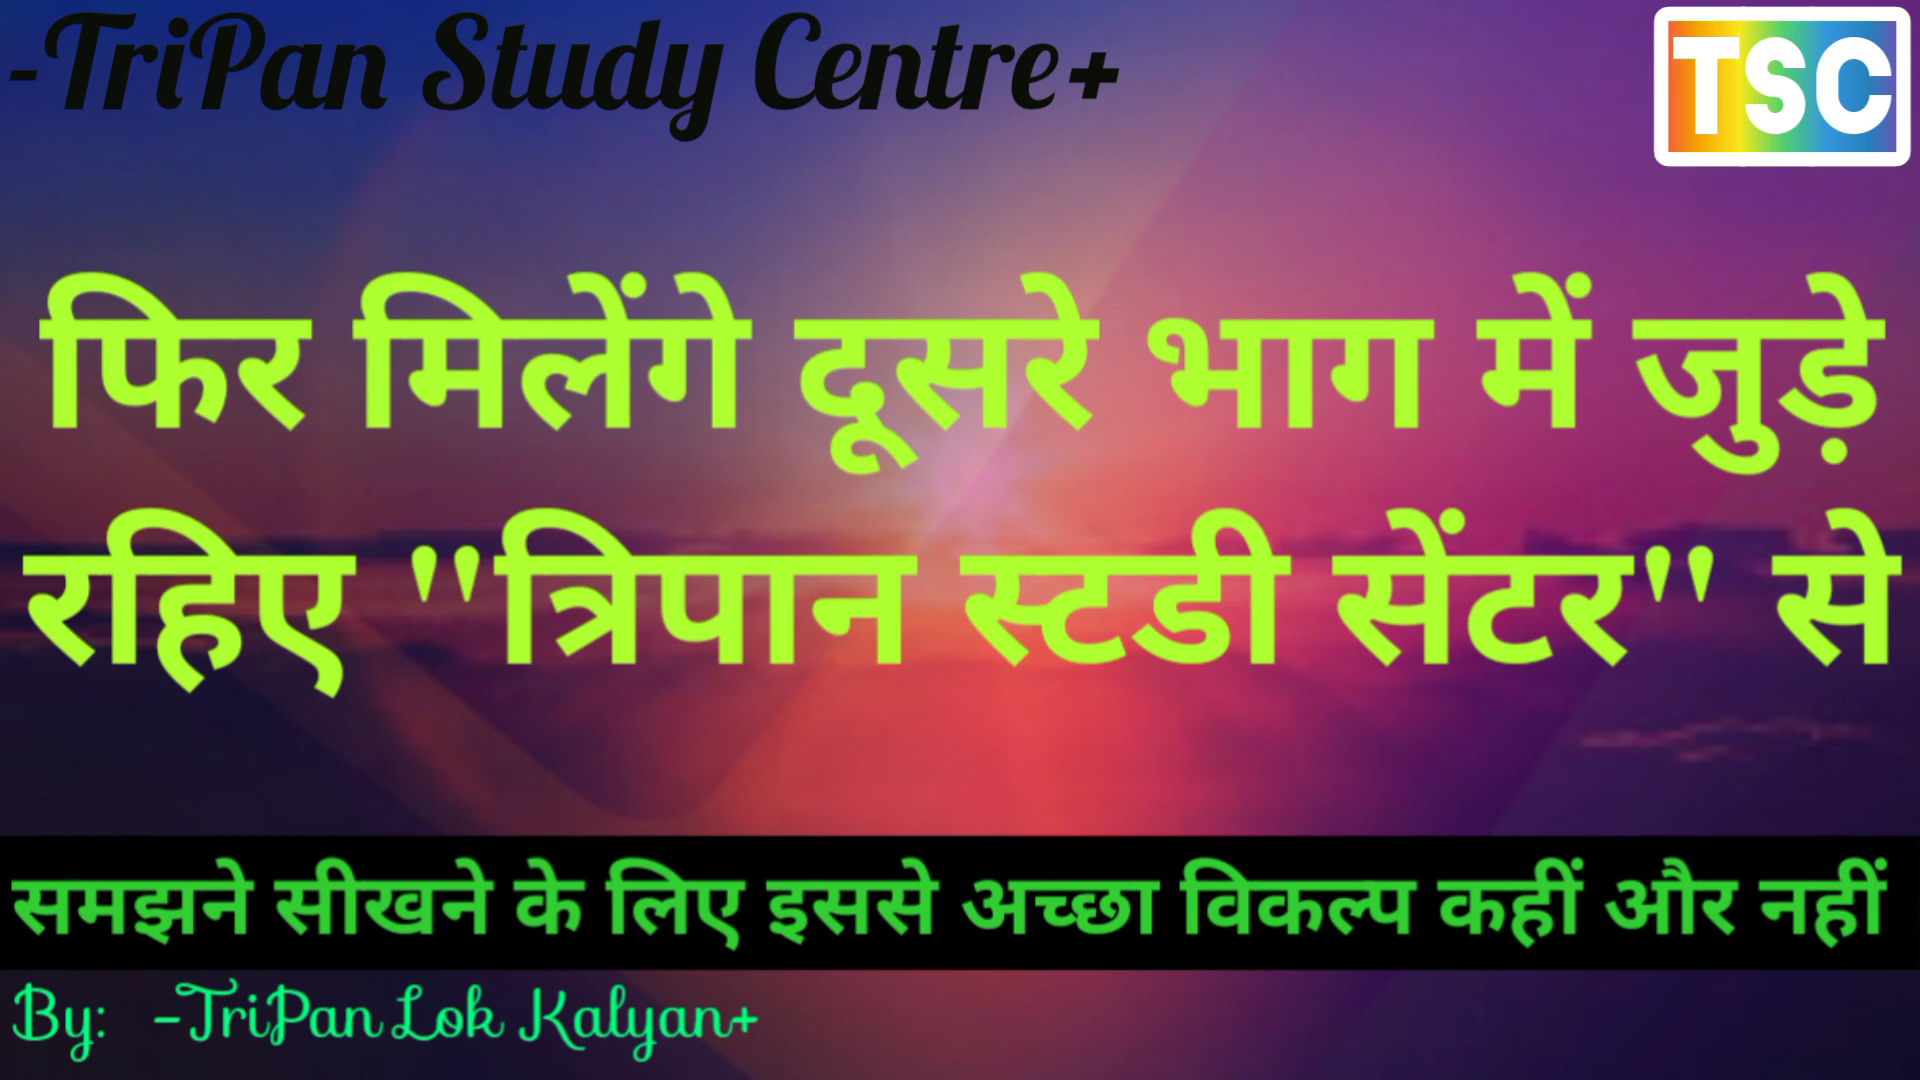 -TriPan Study Centre+
TSC
फिर मिलेंगे दूसरे भाग में जुड़े
रहिए "त्रिपान स्टडी सेंटर" से
समझने सीखने के लिए इससे अच्छा विकल्प कहीं और नहीं
By: -TriPan Lok Kalyan+